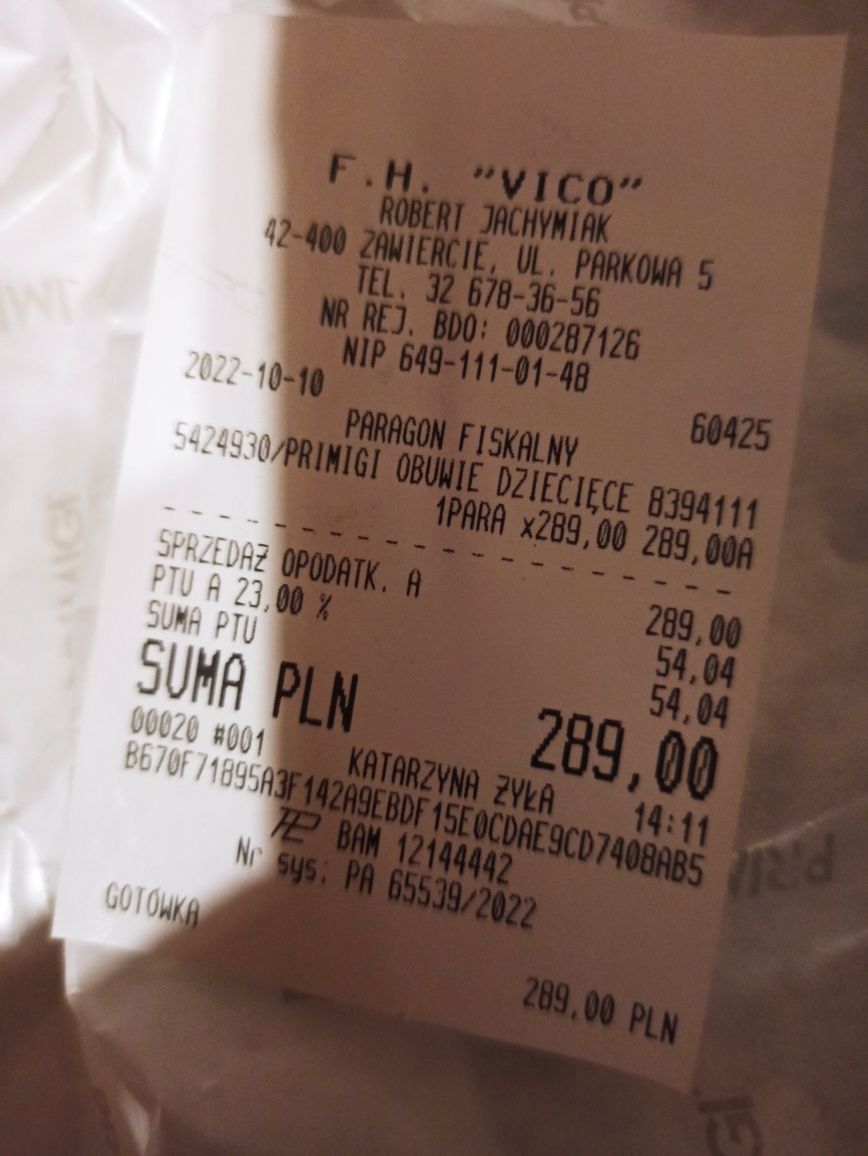 F.H. "VICO"
ROBERT JACHYMIAK
42-400 ZAWIERCIE, UL. PARKOWA 5
TEL. 32 678-36-56
NR REJ. BDO: 000287126
NIP 649-111-01-48
2022-10-10 60425
PARAGON FISKALNY
5424930/PRIMIGI OBUWIE DZIECIĘCE 8394111
1PARA x289,00 289,00A
SPRZEDAŻ OPODATK. A 289,00
PTU A 23,00 % 54,04
SUMA PTU 54,04
SUMA PLN 289,00
00020 #001 KATARZYNA ŻYŁA 14:11
B670F71895A3F142A9EBDF15E0CDAE9CD7408AB5
BAM 12144442
Nr sys: PA 65539/2022
GOTÓWKA 289,00 PLN